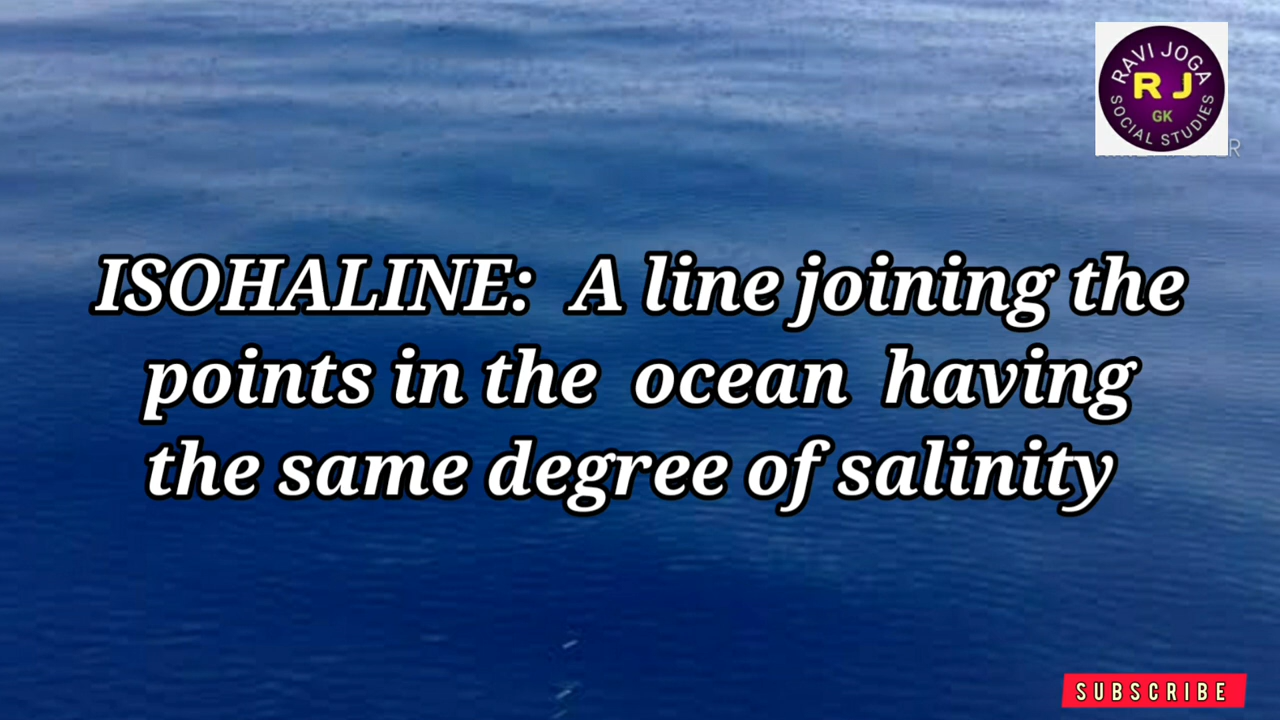 RAVI JOGA
R J
GK
SOCIAL STUDIES
ISOHALINE: A line joining the
points in the ocean having
the same degree of salinity
SUBSCRIBE